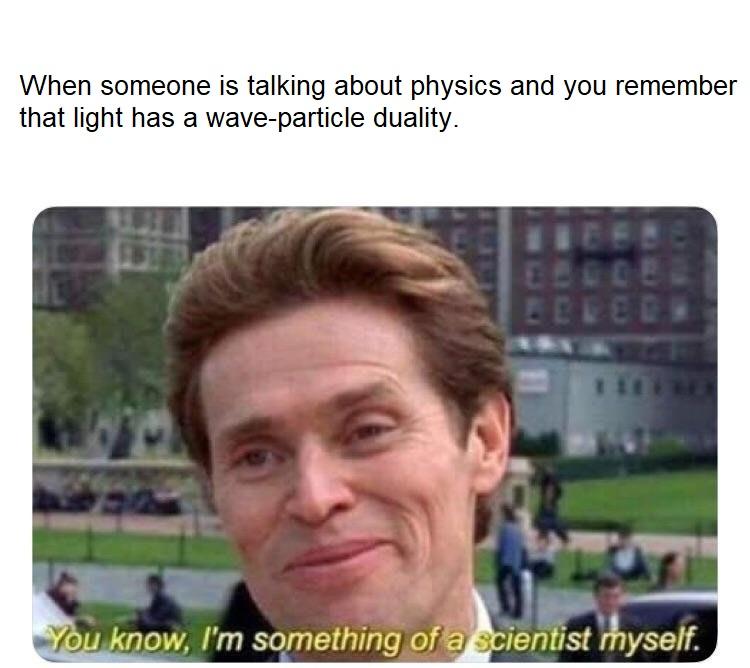 When someone is talking about physics and you remember
that light has a wave-particle duality.
You know, I'm something of a scientist myself.